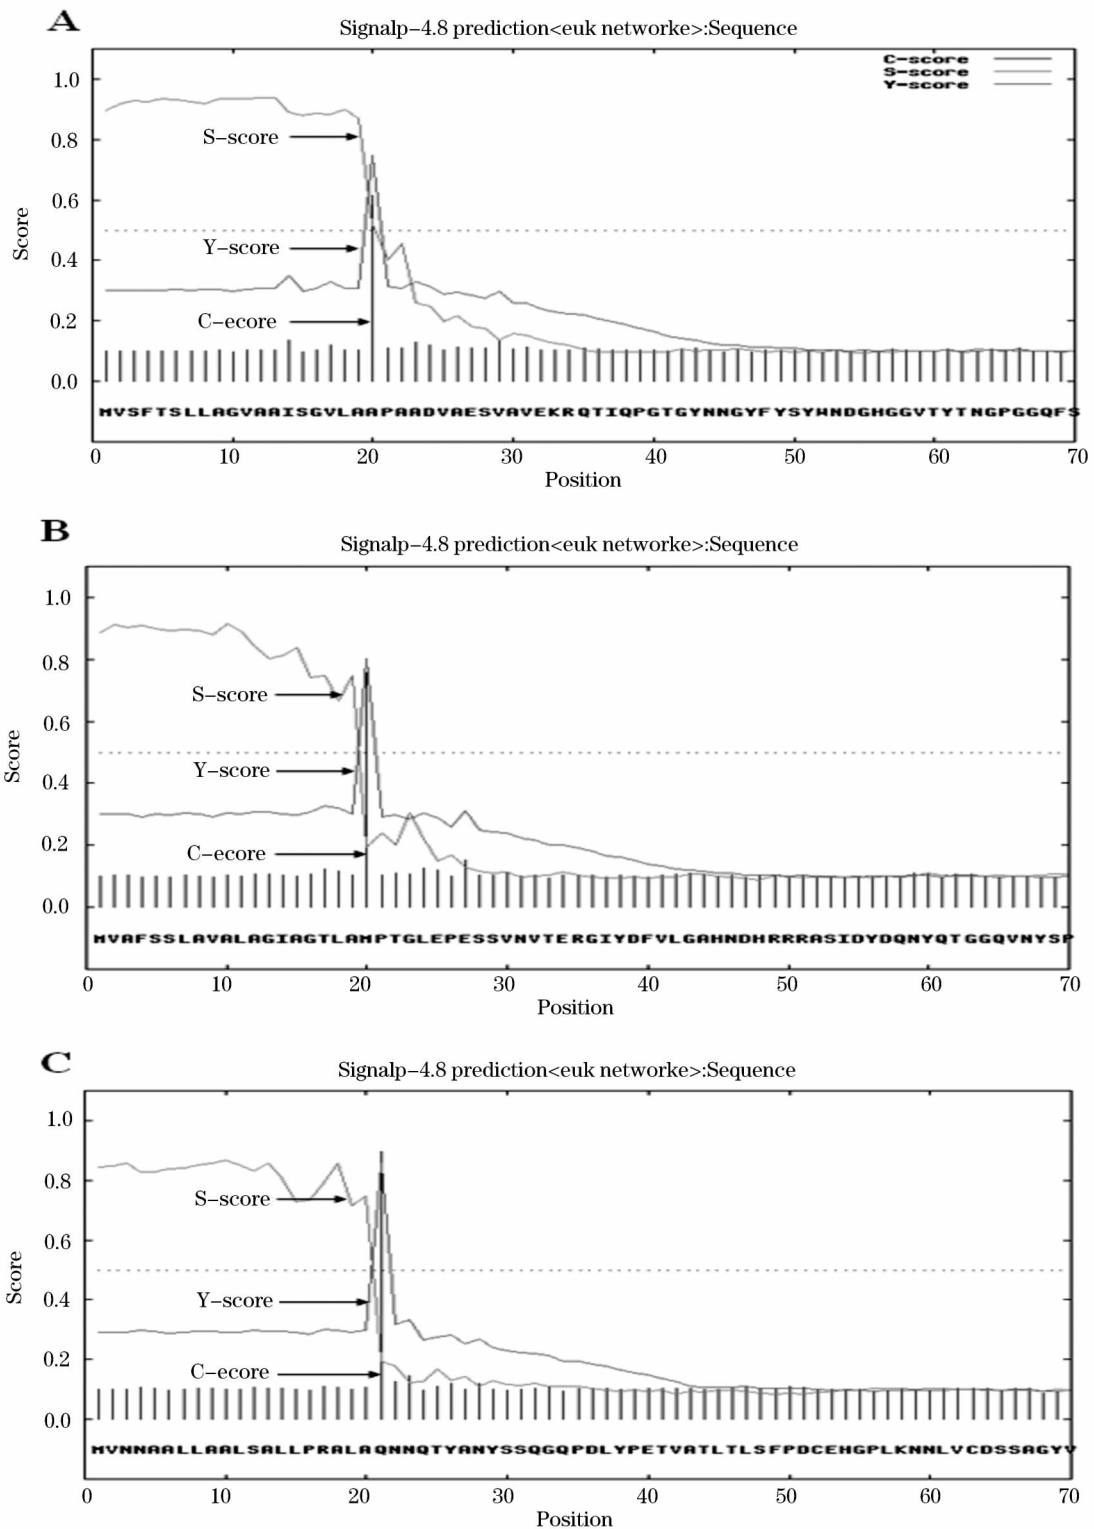 A
Signalp-4.8 prediction<euk networke>:Sequence
C-score
S-score
Y-score
1.0
0.8
0.6
0.4
0.2
0.0
Score
S-score
Y-score
C-ecore
MVSFTSLLAGVAAISGVLAAPAADVAESVAVEKRQTIQPGTGYNNGYFYSYWNDGHGGVTYTNGPGGQFS
0 10 20 30 40 50 60 70
Position
B
Signalp-4.8 prediction<euk networke>:Sequence
1.0
0.8
0.6
0.4
0.2
0.0
Score
S-score
Y-score
C-ecore
MVAFSSLAVALAGIAGTLAMPTGLEPESSVNVTERGIYDFVLGAHNDHRRRASIDYDQNYQTGGQVNYSP
0 10 20 30 40 50 60 70
Position
C
Signalp-4.8 prediction<euk networke>:Sequence
1.0
0.8
0.6
0.4
0.2
0.0
Score
S-score
Y-score
C-ecore
MVNNAALLAALSALLPRALAQNNQTYANYSSQGQPDLYPETVATLTLSFPDCEHGPLKNNLVCDSSAGYV
0 10 20 30 40 50 60 70
Position